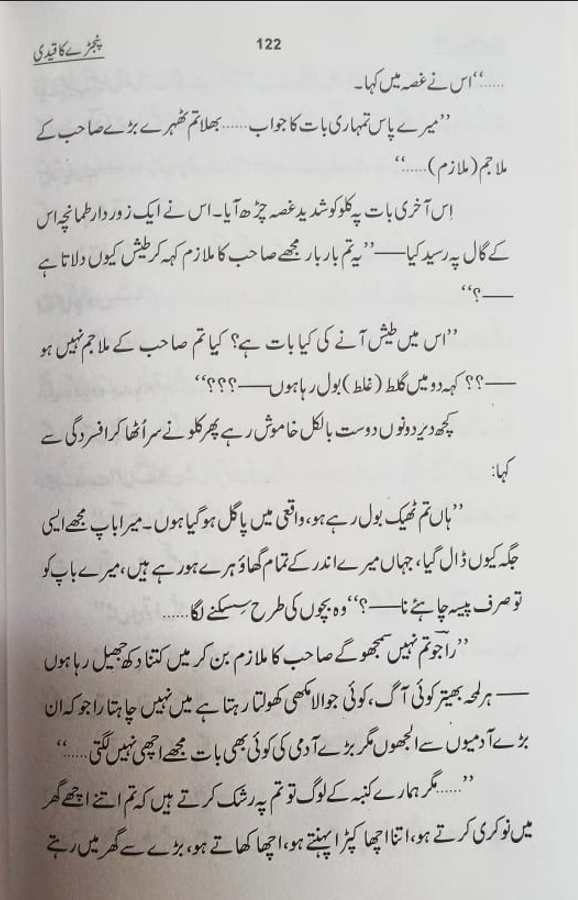 پنجڑے کا قیدی
122
......‘‘ اس نے غصہ میں کہا۔
’’میرے پاس تمہاری بات کا جواب...... بھلا تم ٹھہرے بڑے صاحب کے
ملاجم (ملازم)......‘‘
اِس آخری بات پہ کلو کو شدید غصہ چڑھ آیا۔ اس نے ایک زوردار طمانچہ اس
کے گال پہ رسید کیا——’’یہ تم بار بار مجھے صاحب کا ملازم کہہ کر طیش کیوں دلاتا ہے
——؟‘‘
’’اس میں طیش آنے کی کیا بات ہے؟ کیا تم صاحب کے ملاجم نہیں ہو
——؟؟ کہہ دو میں گلط (غلط) بول رہا ہوں——؟؟؟‘‘
کچھ دیر دونوں دوست بالکل خاموش رہے پھر کلو نے سر اُٹھا کر افسردگی سے
کہا:
’’ہاں تم ٹھیک بول رہے ہو، واقعی میں پاگل ہو گیا ہوں۔ میرا باپ مجھے ایسی
جگہ کیوں ڈال گیا، جہاں میرے اندر کے تمام گھاؤ ہرے ہو رہے ہیں، میرے باپ کو
تو صرف پیسہ چاہئے نا——؟‘‘ وہ بچوں کی طرح سِسکنے لگا......
’’راجو تم نہیں سمجھو گے صاحب کا ملازم بن کر میں کتنا دکھ جھیل رہا ہوں
—— ہر لمحہ بھیتر کوئی آگ، کوئی جوالا مکھی کھولتا رہتا ہے میں نہیں چاہتا راجو کہ ان
بڑے آدمیوں سے الجھوں مگر بڑے آدمی کی کوئی بھی بات مجھے اچھی نہیں لگتی......‘‘
’’......مگر ہمارے کنبہ کے لوگ تو تم پہ رشک کرتے ہیں کہ تم اتنے اچھے گھر
میں نوکری کرتے ہو، اتنا اچھا کپڑا پہنتے ہو، اچھا کھاتے ہو، بڑے سے گھر میں رہتے